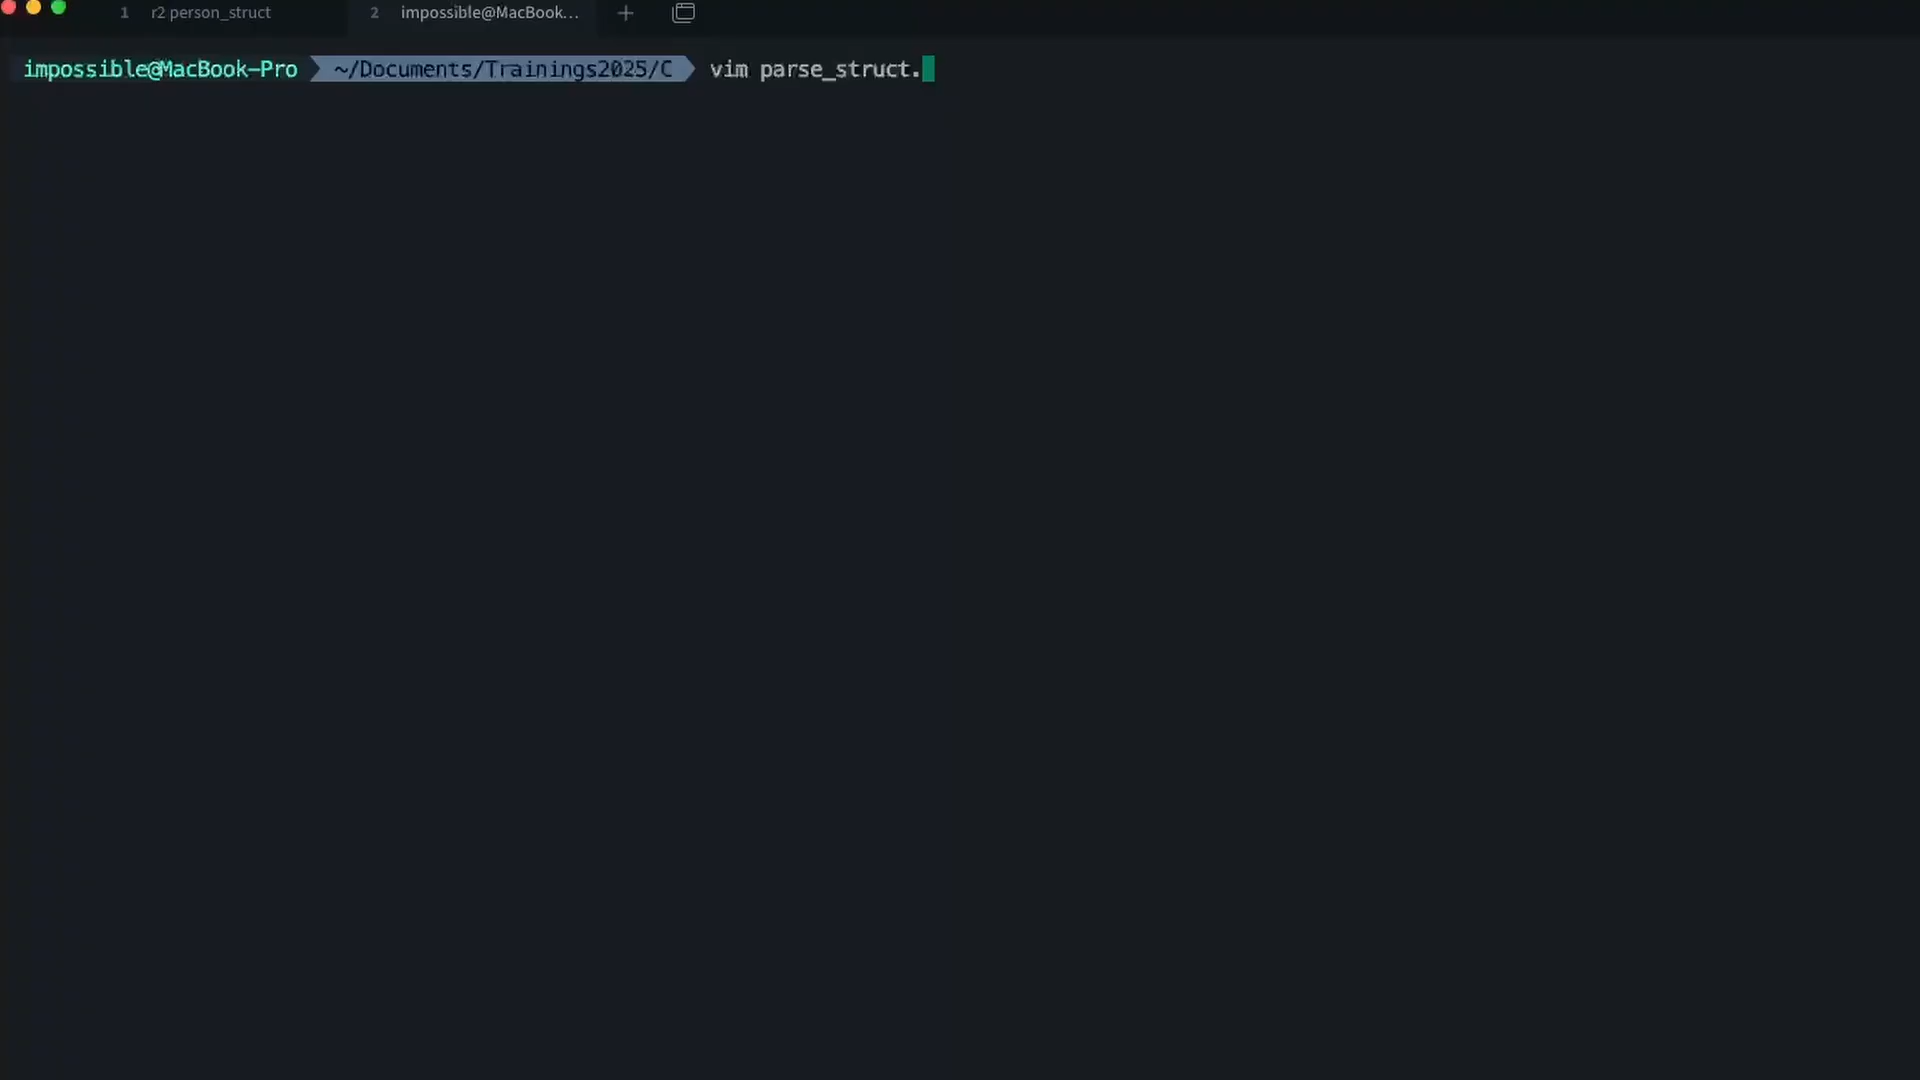 1 r2 person_struct 2 impossible@MacBook...
impossible@MacBook-Pro ~/Documents/Trainings2025/C vim parse_struct.